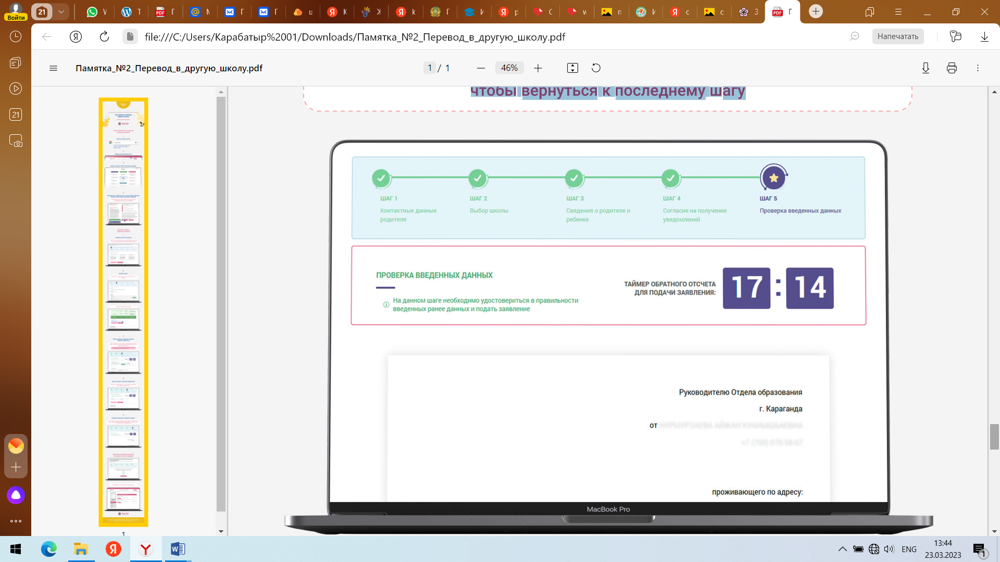 Войти
21
file:///C:/Users/Карабатыр%2001/Downloads/Памятка_№2_Перевод_в_другую_школу.pdf
Напечатать
Памятка_№2_Перевод_в_другую_школу.pdf
1 / 1
46%
21
чтобы вернуться к последнему шагу
ШАГ 1
Контактные данные
родителя
ШАГ 2
Выбор школы
ШАГ 3
Сведения о родителе и
ребенке
ШАГ 4
Согласие на получение
уведомлений
ШАГ 5
Проверка введенных данных
ПРОВЕРКА ВВЕДЕННЫХ ДАННЫХ
На данном шаге необходимо удостовериться в правильности
введенных ранее данных и подать заявление
ТАЙМЕР ОБРАТНОГО ОТСЧЕТА
ДЛЯ ПОДАЧИ ЗАЯВЛЕНИЯ:
17 : 14
Руководителю Отдела образования
г. Караганда
от
проживающего по адресу:
MacBook Pro
1
ENG
13:44
23.03.2023
1